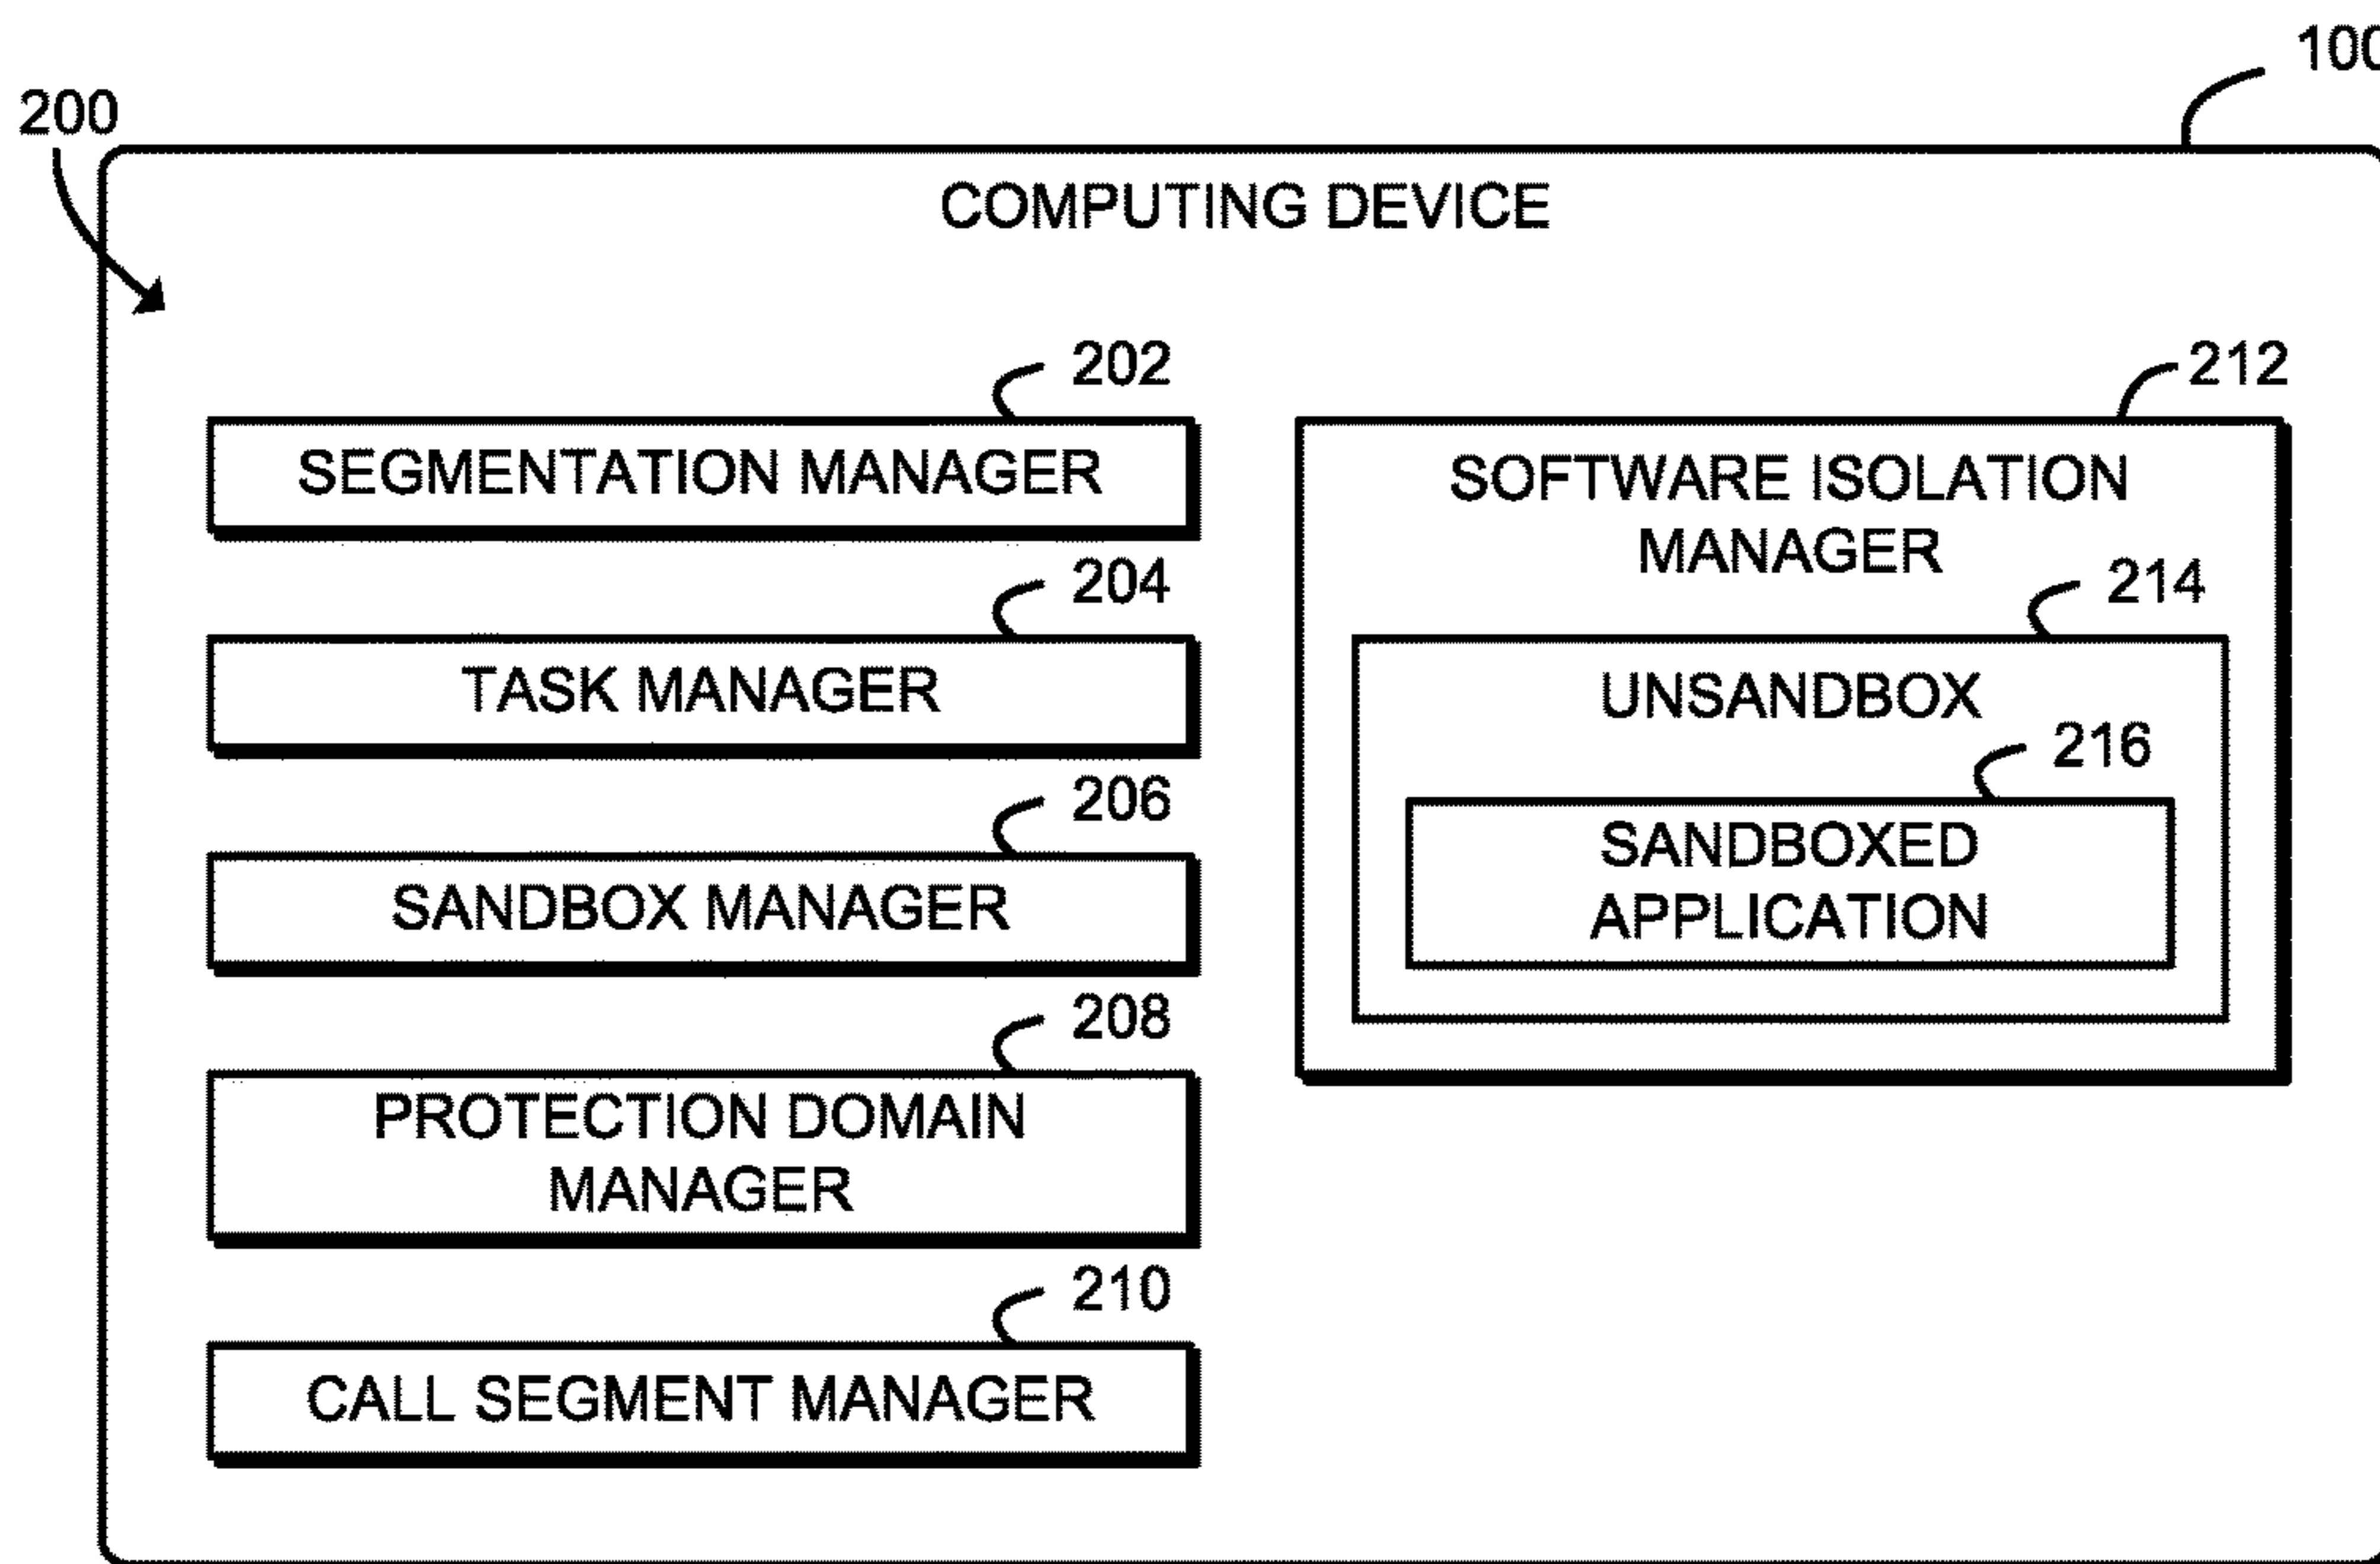 100
200
COMPUTING DEVICE
202
SEGMENTATION MANAGER
204
TASK MANAGER
206
SANDBOX MANAGER
208
PROTECTION DOMAIN
MANAGER
210
CALL SEGMENT MANAGER
212
SOFTWARE ISOLATION
MANAGER
214
UNSANDBOX
216
SANDBOXED
APPLICATION